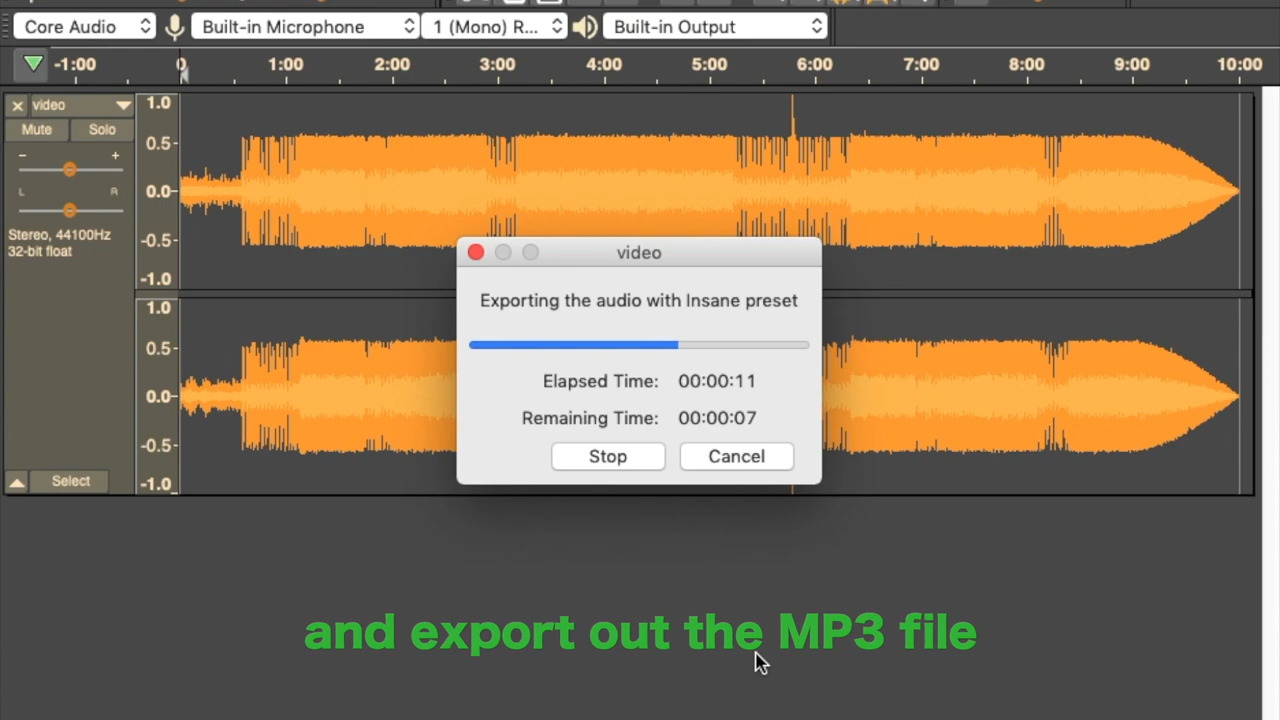 Core Audio
Built-in Microphone
1 (Mono) R...
Built-in Output
-1:00 0 1:00 2:00 3:00 4:00 5:00 6:00 7:00 8:00 9:00 10:00
video
Mute Solo
- +
L R
Stereo, 44100Hz
32-bit float
Select
1.0
0.5-
0.0-
-0.5-
-1.0
1.0
0.5-
0.0-
-0.5-
-1.0
video
Exporting the audio with Insane preset
Elapsed Time: 00:00:11
Remaining Time: 00:00:07
Stop Cancel
and export out the MP3 file